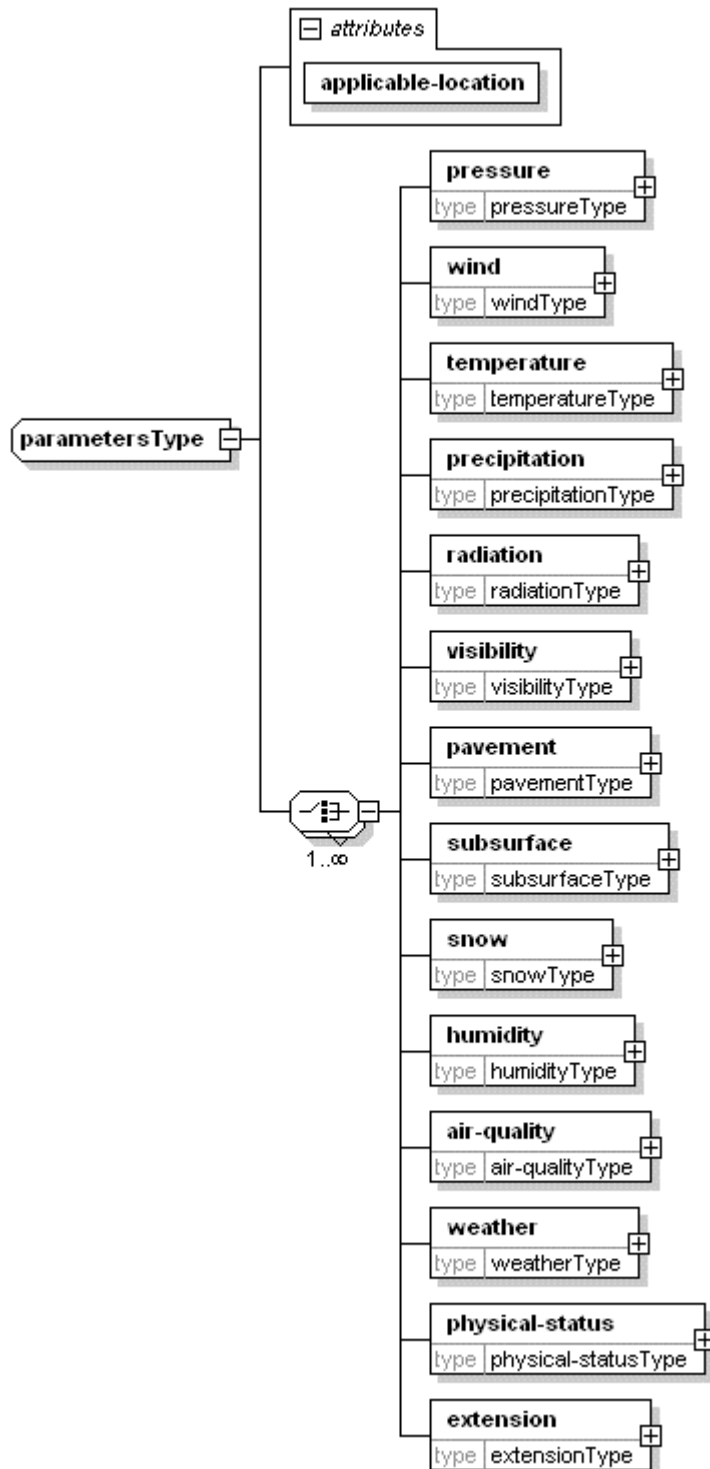 attributes
applicable-location
pressure
type pressureType
wind
type windType
temperature
type temperatureType
parametersType
precipitation
type precipitationType
radiation
type radiationType
visibility
type visibilityType
pavement
type pavementType
1..∞
subsurface
type subsurfaceType
snow
type snowType
humidity
type humidityType
air-quality
type air-qualityType
weather
type weatherType
physical-status
type physical-statusType
extension
type extensionType